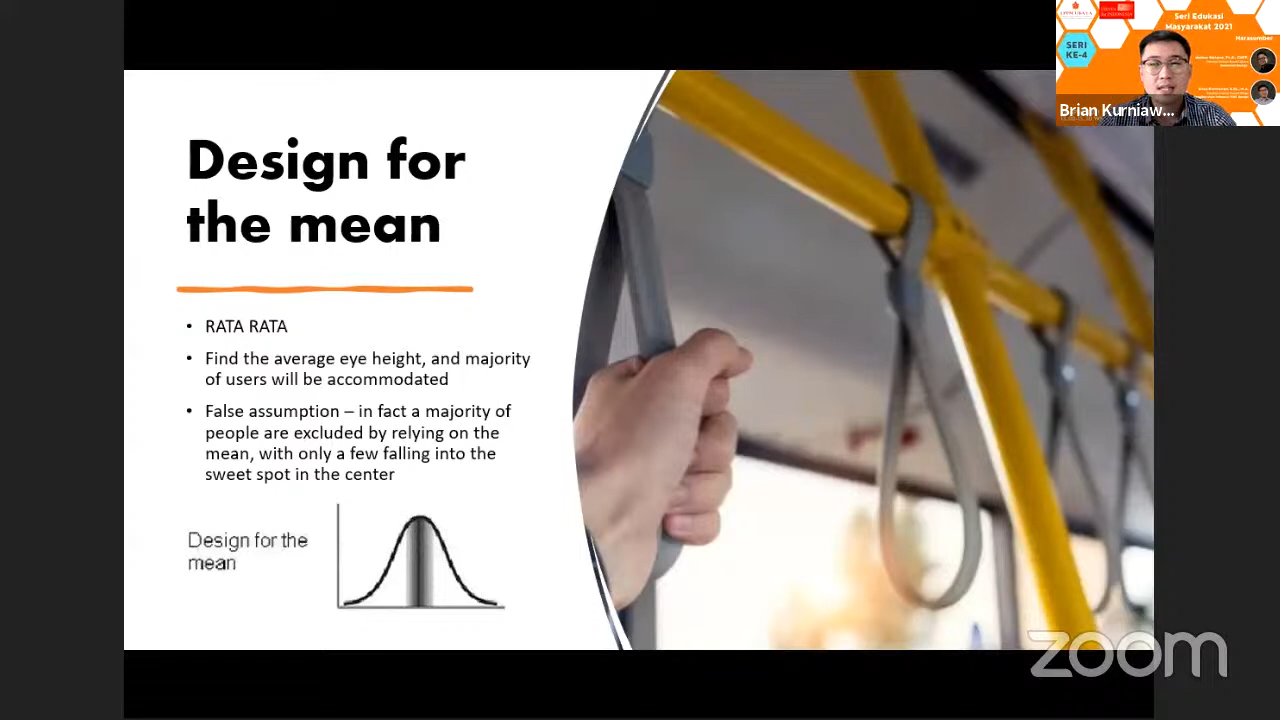 Design for
the mean
• RATA RATA
• Find the average eye height, and majority
of users will be accommodated
• False assumption – in fact a majority of
people are excluded by relying on the
mean, with only a few falling into the
sweet spot in the center
Design for the
mean
Seri Edukasi
Masyarakat 2021
Narasumber
SERI
KE-4
Brian Kurniaw...
zoom